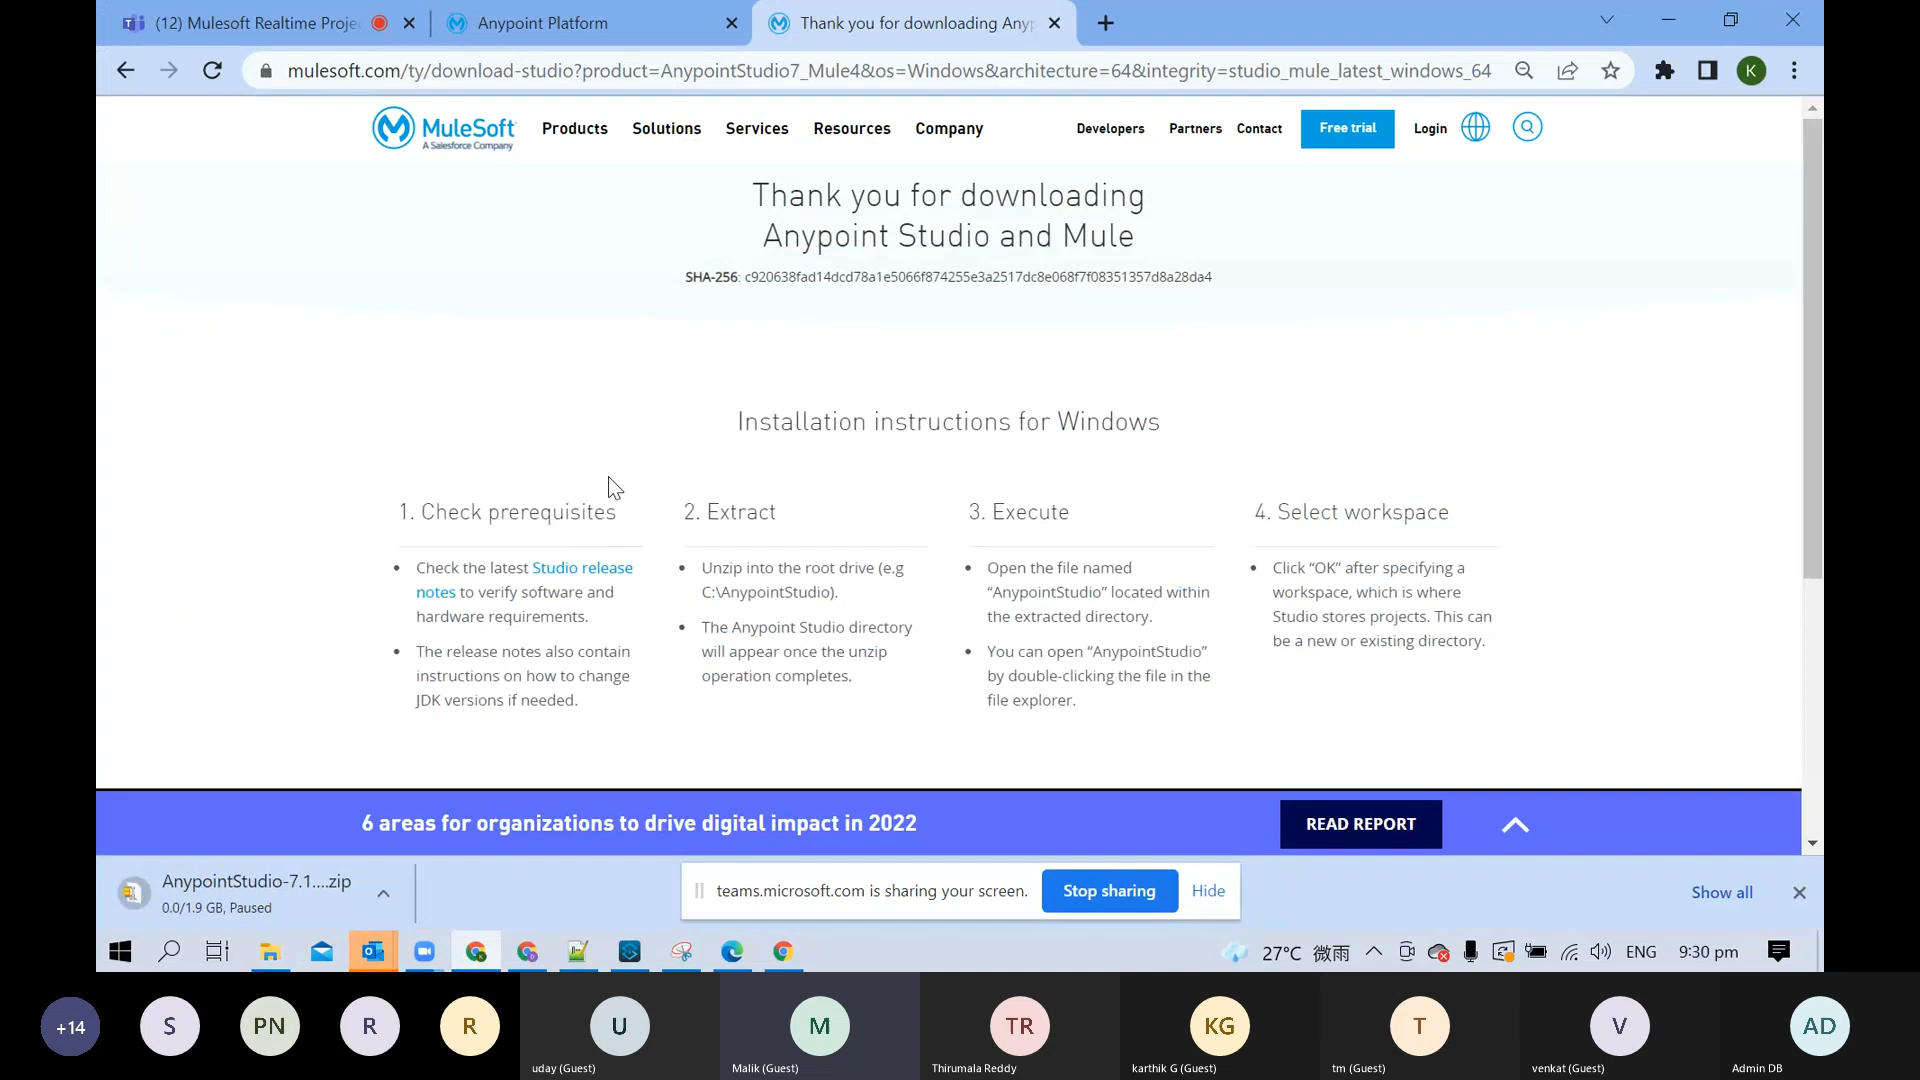 (12) Mulesoft Realtime Proje
Anypoint Platform
Thank you for downloading Anyp
mulesoft.com/ty/download-studio?product=AnypointStudio7_Mule4&os=Windows&architecture=64&integrity=studio_mule_latest_windows_64
K
MuleSoft
A Salesforce Company
Products
Solutions
Services
Resources
Company
Developers
Partners
Contact
Free trial
Login
Thank you for downloading
Anypoint Studio and Mule
SHA-256: c920638fad14dcd78a1e5066f874255e3a2517dc8e068f7f08351357d8a28da4
Installation instructions for Windows
1. Check prerequisites
Check the latest Studio release
notes to verify software and
hardware requirements.
The release notes also contain
instructions on how to change
JDK versions if needed.
2. Extract
Unzip into the root drive (e.g
C:\AnypointStudio).
The Anypoint Studio directory
will appear once the unzip
operation completes.
3. Execute
Open the file named
“AnypointStudio” located within
the extracted directory.
You can open “AnypointStudio”
by double-clicking the file in the
file explorer.
4. Select workspace
Click “OK” after specifying a
workspace, which is where
Studio stores projects. This can
be a new or existing directory.
6 areas for organizations to drive digital impact in 2022
READ REPORT
AnypointStudio-7.1....zip
0.0/1.9 GB, Paused
teams.microsoft.com is sharing your screen.
Stop sharing
Hide
Show all
27°C 微雨
ENG
9:30 pm
+14
S
PN
R
R
U
uday (Guest)
M
Malik (Guest)
TR
Thirumala Reddy
KG
karthik G (Guest)
T
tm (Guest)
V
venkat (Guest)
AD
Admin DB